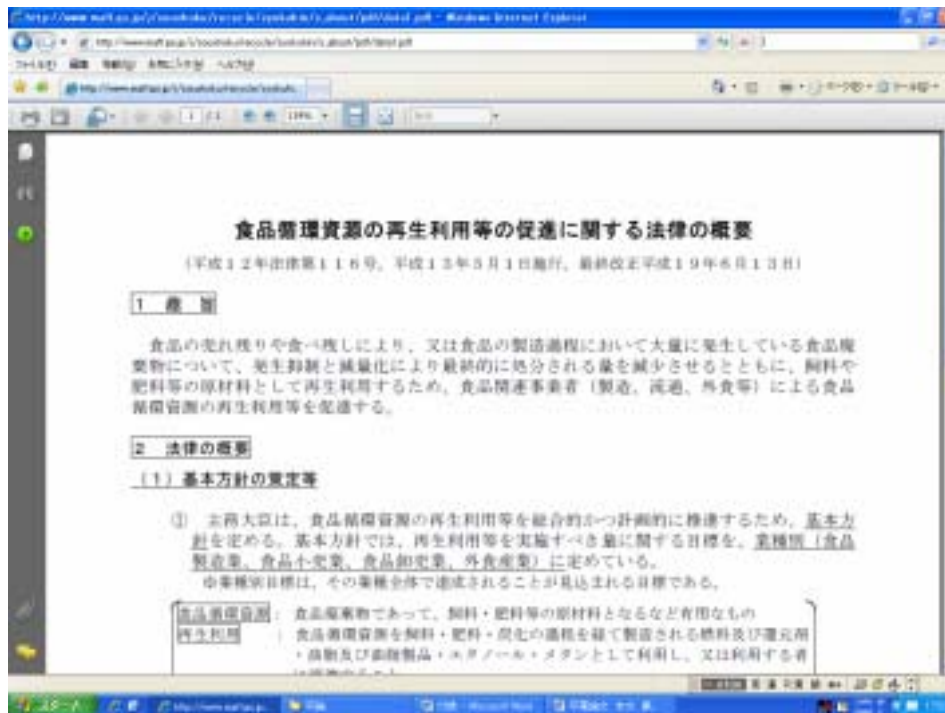 http://www.maff.go.jp/j/soushoku/recycle/syokuhin/s_about/pdf/data1.pdf - Windows Internet Explorer
食品循環資源の再生利用等の促進に関する法律の概要
(平成12年法律第116号、平成13年5月1日施行、最終改正平成19年6月13日)
1 趣 旨
食品の売れ残りや食べ残しにより、又は食品の製造過程において大量に発生している食品廃
棄物について、発生抑制と減量化により最終的に処分される量を減少させるとともに、飼料や
肥料等の原材料として再生利用するため、食品関連事業者(製造、流通、外食等)による食品
循環資源の再生利用等を促進する。
2 法律の概要
(1)基本方針の策定等
① 主務大臣は、食品循環資源の再生利用等を総合的かつ計画的に推進するため、基本方
針を定める。基本方針では、再生利用等を実施すべき量に関する目標を、業種別(食品
製造業、食品小売業、食品卸売業、外食産業)に定めている。
※業種別目標は、その業種全体で達成されることが見込まれる目標である。
食品循環資源: 食品廃棄物であって、飼料・肥料等の原材料となるなど有用なもの
再生利用 : 食品循環資源を飼料・肥料・炭化の過程を経て製造される燃料及び還元剤
・油脂及び油脂製品・エタノール・メタンとして利用し、又は利用する者